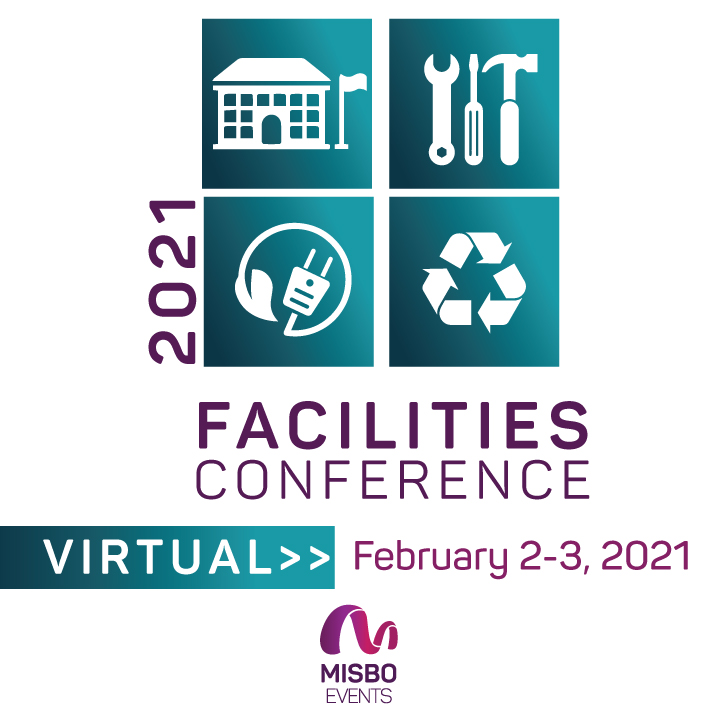 2021
FACILITIES
CONFERENCE
VIRTUAL>> February 2-3, 2021
MISBO
EVENTS